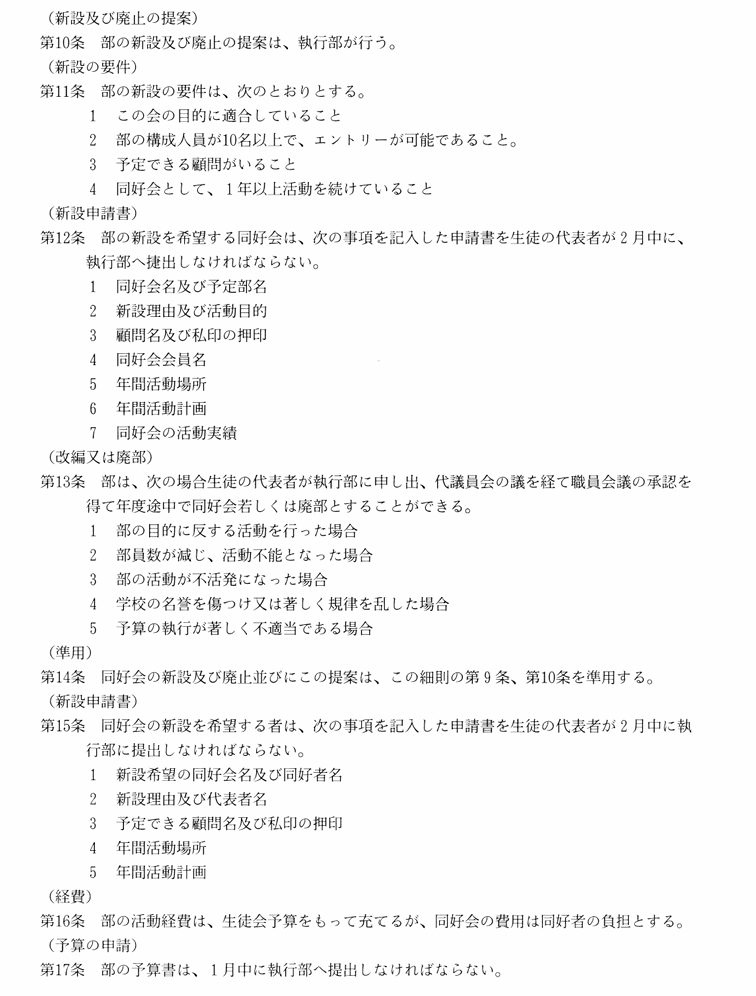 （新設及び廃止の提案）
第10条　部の新設及び廃止の提案は、執行部が行う。
（新設の要件）
第11条　部の新設の要件は、次のとおりとする。
1　この会の目的に適合していること
2　部の構成人員が10名以上で、エントリーが可能であること。
3　予定できる顧問がいること
4　同好会として、１年以上活動を続けていること
（新設申請書）
第12条　部の新設を希望する同好会は、次の事項を記入した申請書を生徒の代表者が２月中に、
執行部へ捷出しなければならない。
1　同好会名及び予定部名
2　新設理由及び活動目的
3　顧問名及び私印の押印
4　同好会会員名
5　年間活動場所
6　年間活動計画
7　同好会の活動実績
（改編又は廃部）
第13条　部は、次の場合生徒の代表者が執行部に申し出、代議員会の議を経て職員会議の承認を
得て年度途中で同好会若しくは廃部とすることができる。
1　部の目的に反する活動を行った場合
2　部員数が減じ、活動不能となった場合
3　部の活動が不活発になった場合
4　学校の名誉を傷つけ又は著しく規律を乱した場合
5　予算の執行が著しく不適当である場合
（準用）
第14条　同好会の新設及び廃止並びにこの提案は、この細則の第９条、第10条を準用する。
（新設申請書）
第15条　同好会の新設を希望する者は、次の事項を記入した申請書を生徒の代表者が２月中に執
行部に提出しなければならない。
1　新設希望の同好会名及び同好者名
2　新設理由及び代表者名
3　予定できる顧問名及び私印の押印
4　年間活動場所
5　年間活動計画
（経費）
第16条　部の活動経費は、生徒会予算をもって充てるが、同好会の費用は同好者の負担とする。
（予算の申請）
第17条　部の予算書は、１月中に執行部へ提出しなければならない。